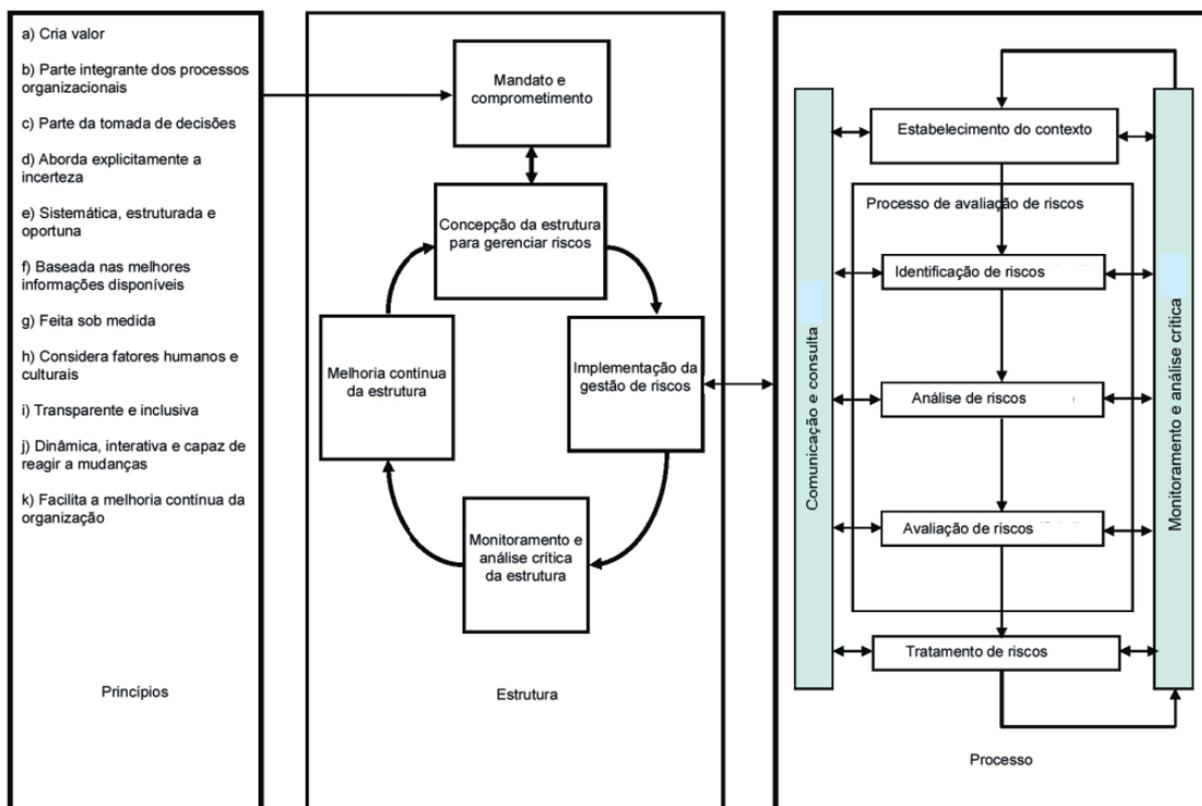 a) Cria valor
b) Parte integrante dos processos
organizacionais
c) Parte da tomada de decisões
d) Aborda explicitamente a
incerteza
e) Sistemática, estruturada e
oportuna
f) Baseada nas melhores
informações disponíveis
g) Feita sob medida
h) Considera fatores humanos e
culturais
i) Transparente e inclusiva
j) Dinâmica, interativa e capaz de
reagir a mudanças
k) Facilita a melhoria contínua da
organização
Princípios
Mandato e
comprometimento
Concepção da estrutura
para gerenciar riscos
Melhoria contínua
da estrutura
Implementação da
gestão de riscos
Monitoramento e
análise crítica
da estrutura
Estrutura
Comunicação e consulta
Estabelecimento do contexto
Processo de avaliação de riscos
Identificação de riscos
Análise de riscos
Avaliação de riscos
Tratamento de riscos
Monitoramento e análise crítica
Processo